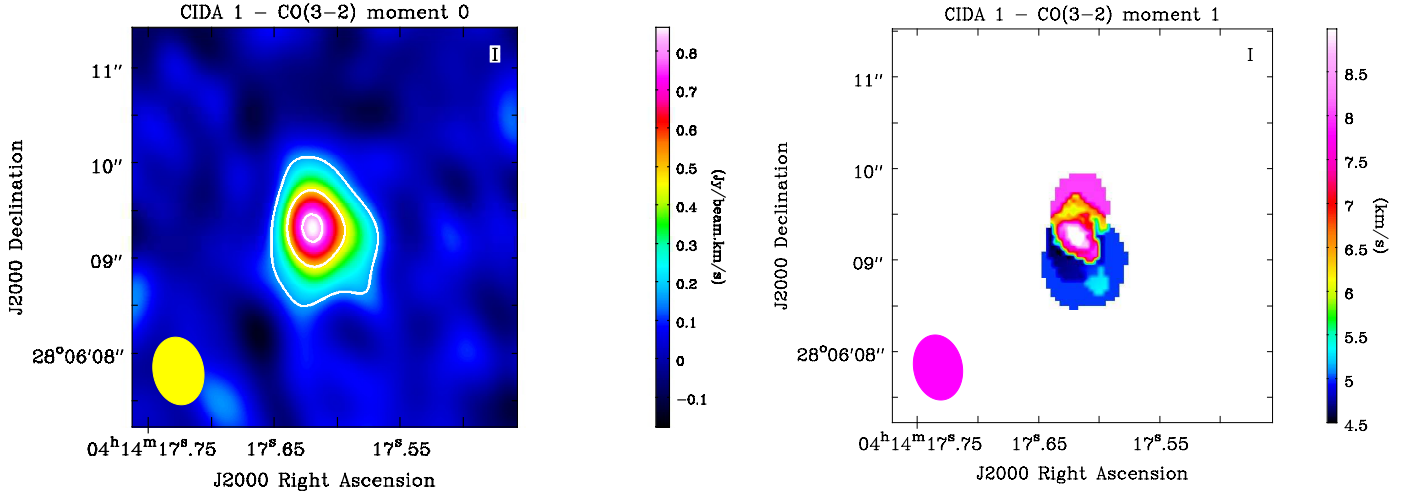 CIDA 1 – CO(3–2) moment 0
I
11″
10″
09″
28°06′08″
J2000 Declination
04ʰ14ᵐ17ˢ.75
17ˢ.65
17ˢ.55
J2000 Right Ascension
0.8
0.7
0.6
0.5
0.4
0.3
0.2
0.1
0
−0.1
(Jy/beam.km/s)
CIDA 1 – CO(3–2) moment 1
I
11″
10″
09″
28°06′08″
J2000 Declination
04ʰ14ᵐ17ˢ.75
17ˢ.65
17ˢ.55
J2000 Right Ascension
8.5
8
7.5
7
6.5
6
5.5
5
4.5
(km/s)